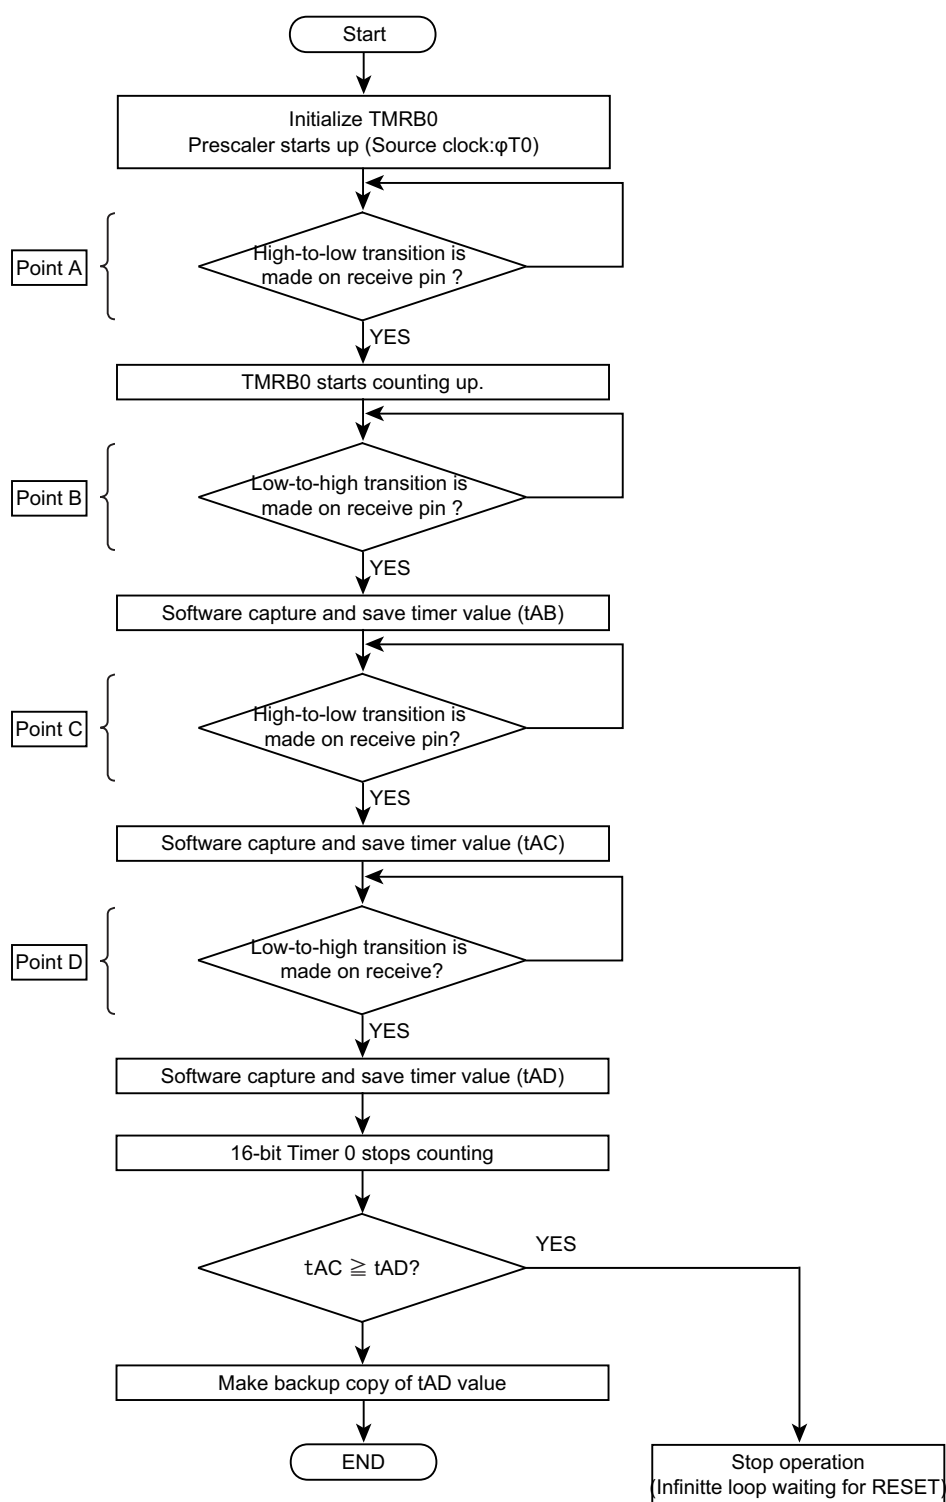 Start
Initialize TMRB0
Prescaler starts up (Source clock:φT0)
Point A
High-to-low transition is
made on receive pin ?
YES
TMRB0 starts counting up.
Point B
Low-to-high transition is
made on receive pin ?
YES
Software capture and save timer value (tAB)
Point C
High-to-low transition is
made on receive pin?
YES
Software capture and save timer value (tAC)
Point D
Low-to-high transition is
made on receive?
YES
Software capture and save timer value (tAD)
16-bit Timer 0 stops counting
tAC ≧ tAD?
YES
Make backup copy of tAD value
END
Stop operation
(Infinitte loop waiting for RESET)